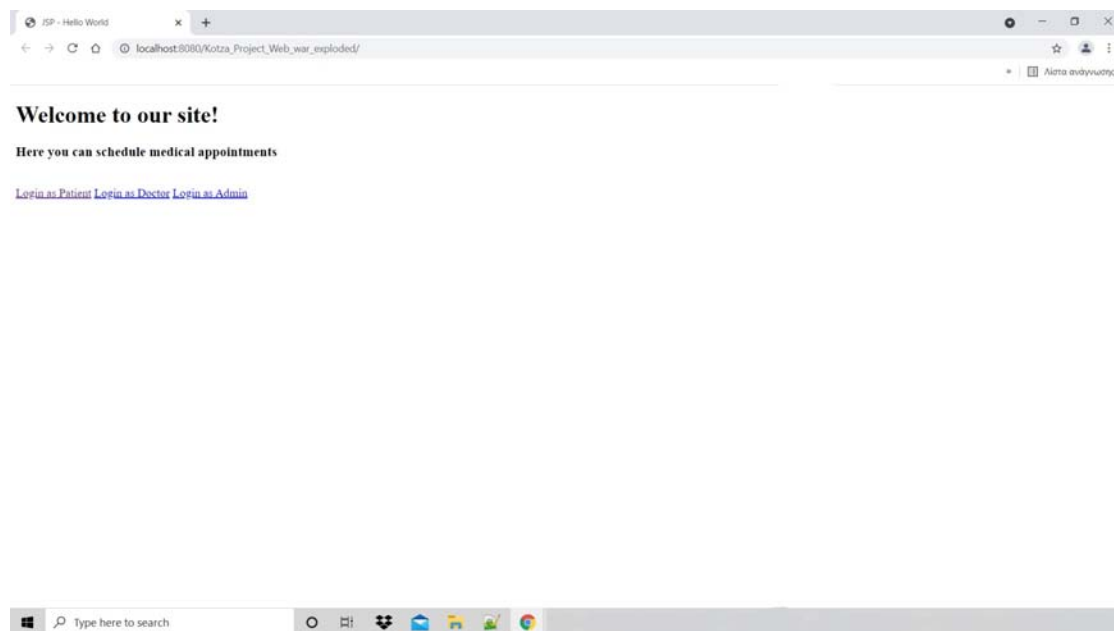 JSP - Hello World
localhost:8080/Kotza_Project_Web_war_exploded/
» Λίστα ανάγνωσης
Welcome to our site!
Here you can schedule medical appointments
Login as Patient Login as Doctor Login as Admin
Type here to search